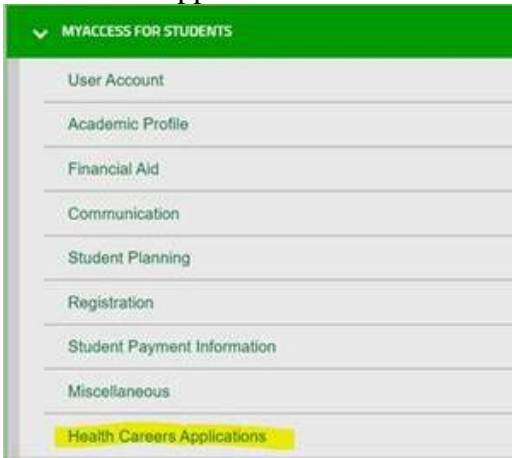 MYACCESS FOR STUDENTS
User Account
Academic Profile
Financial Aid
Communication
Student Planning
Registration
Student Payment Information
Miscellaneous
Health Careers Applications